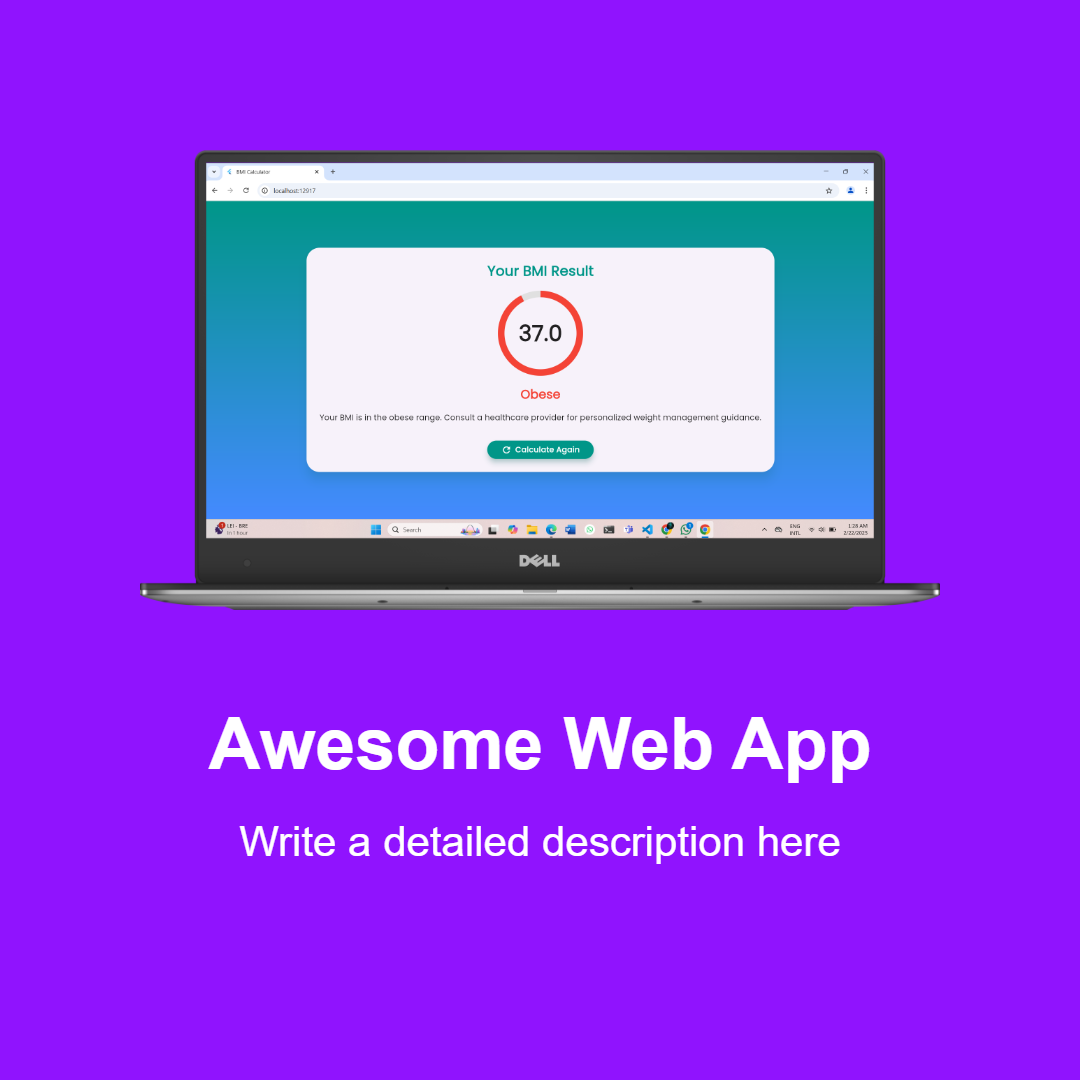 BMI Calculator
localhost:12917
Your BMI Result
37.0
Obese
Your BMI is in the obese range. Consult a healthcare provider for personalized weight management guidance.
Calculate Again
LEI - BRE
In 1 hour
Search
ENG
INTL
1:28 AM
2/22/2025
DELL
Awesome Web App
Write a detailed description here